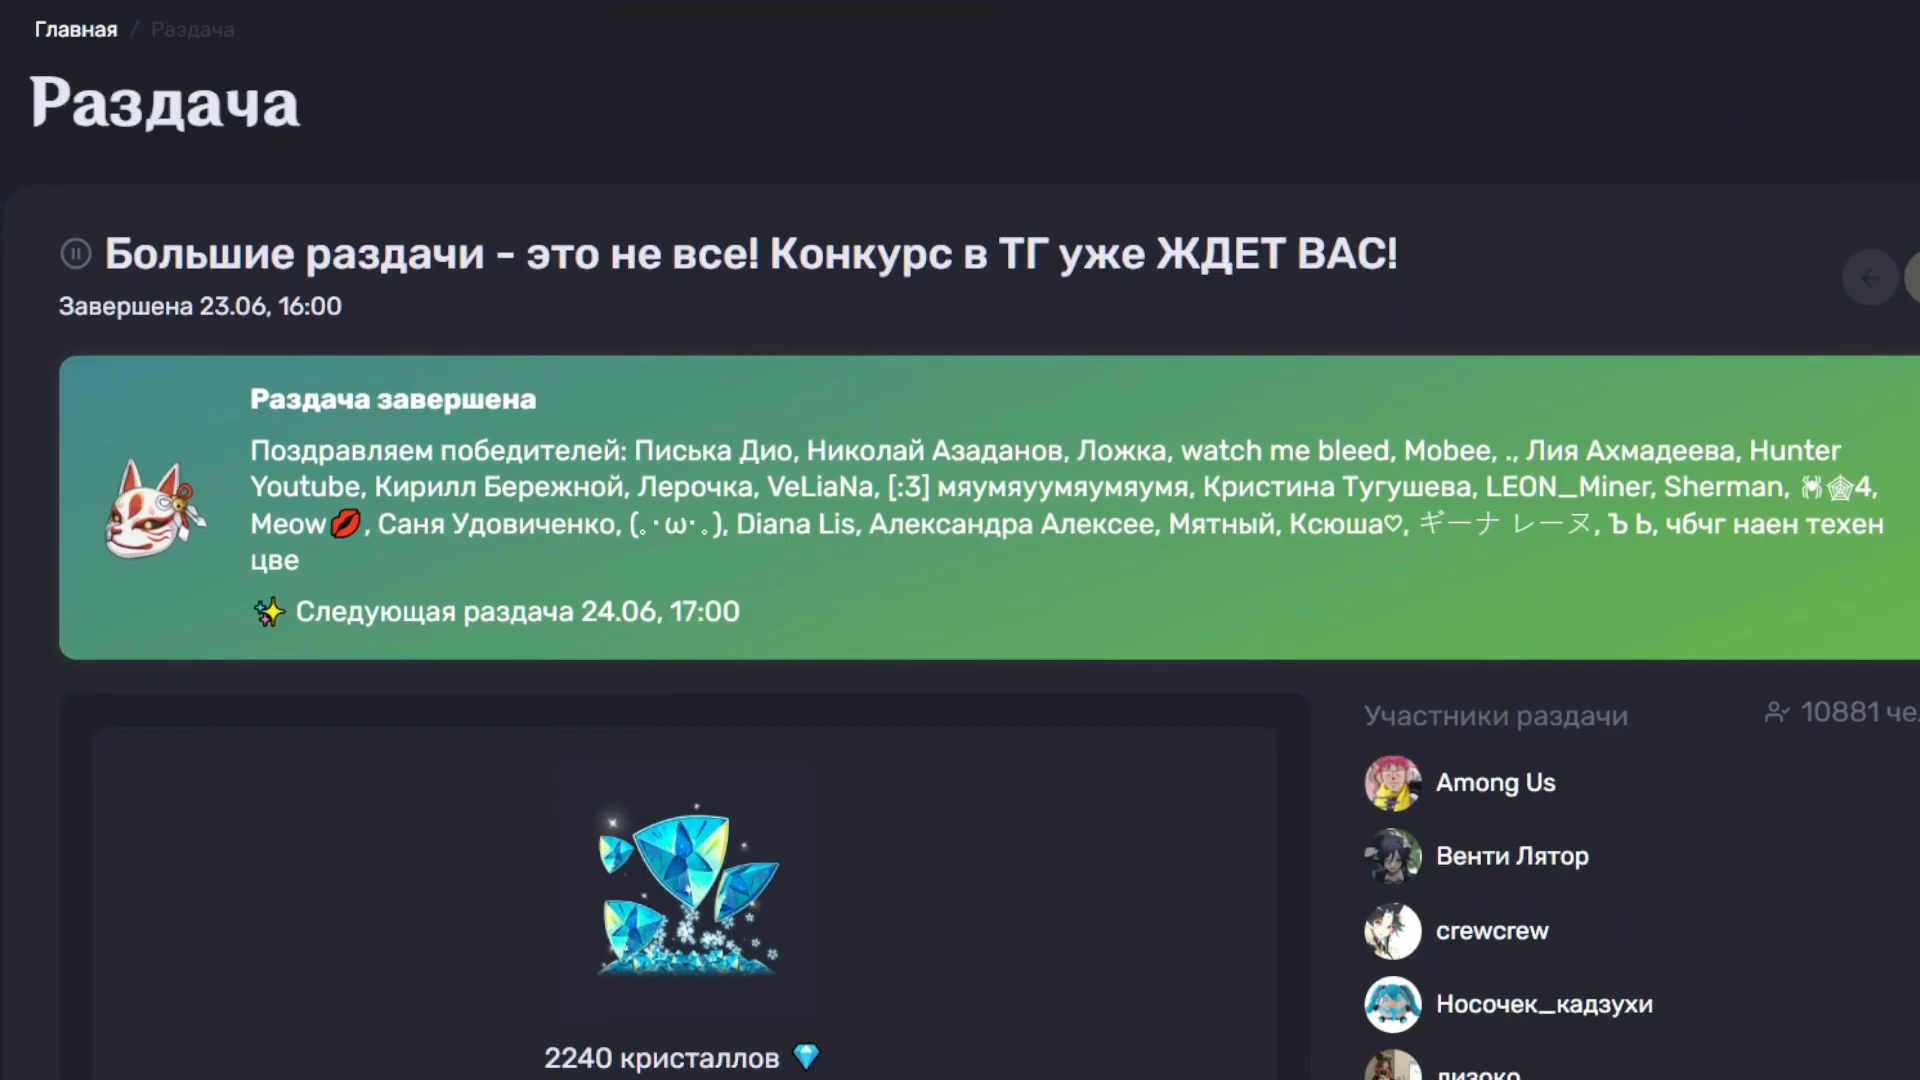 Главная / Раздача
Раздача
Большие раздачи - это не все! Конкурс в ТГ уже ЖДЕТ ВАС!
Завершена 23.06, 16:00
Раздача завершена
Поздравляем победителей: Писька Дио, Николай Азаданов, Ложка, watch me bleed, Mobee, ., Лия Ахмадеева, Hunter
Youtube, Кирилл Бережной, Лерочка, VeLiaNa, [:3] мяумяуумяумяумя, Кристина Тугушева, LEON_Miner, Sherman, 🕷🕸4,
Meow💋, Саня Удовиченко, (｡･ω･｡), Diana Lis, Александра Алексее, Мятный, Ксюша♡, ギーナ レーヌ, Ъ Ь, чбчг наен техен
цве
✨ Следующая раздача 24.06, 17:00
Участники раздачи
10881 че
Among Us
Венти Лятор
crewcrew
Носочек_кадзухи
2240 кристаллов 💎